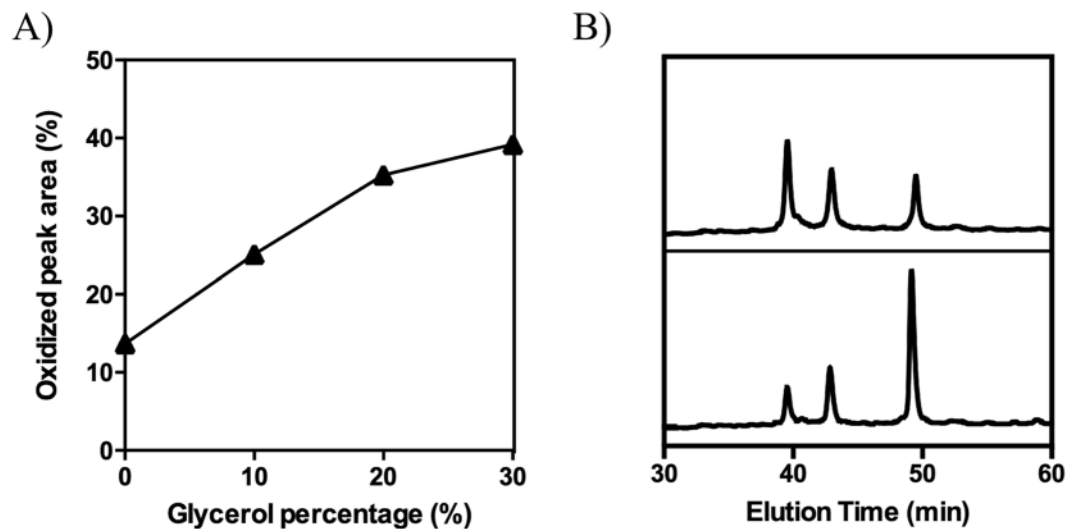 A)
B)
50
40
30
20
10
0
Oxidized peak area (%)
0 10 20 30
Glycerol percentage (%)
30 40 50 60
Elution Time (min)